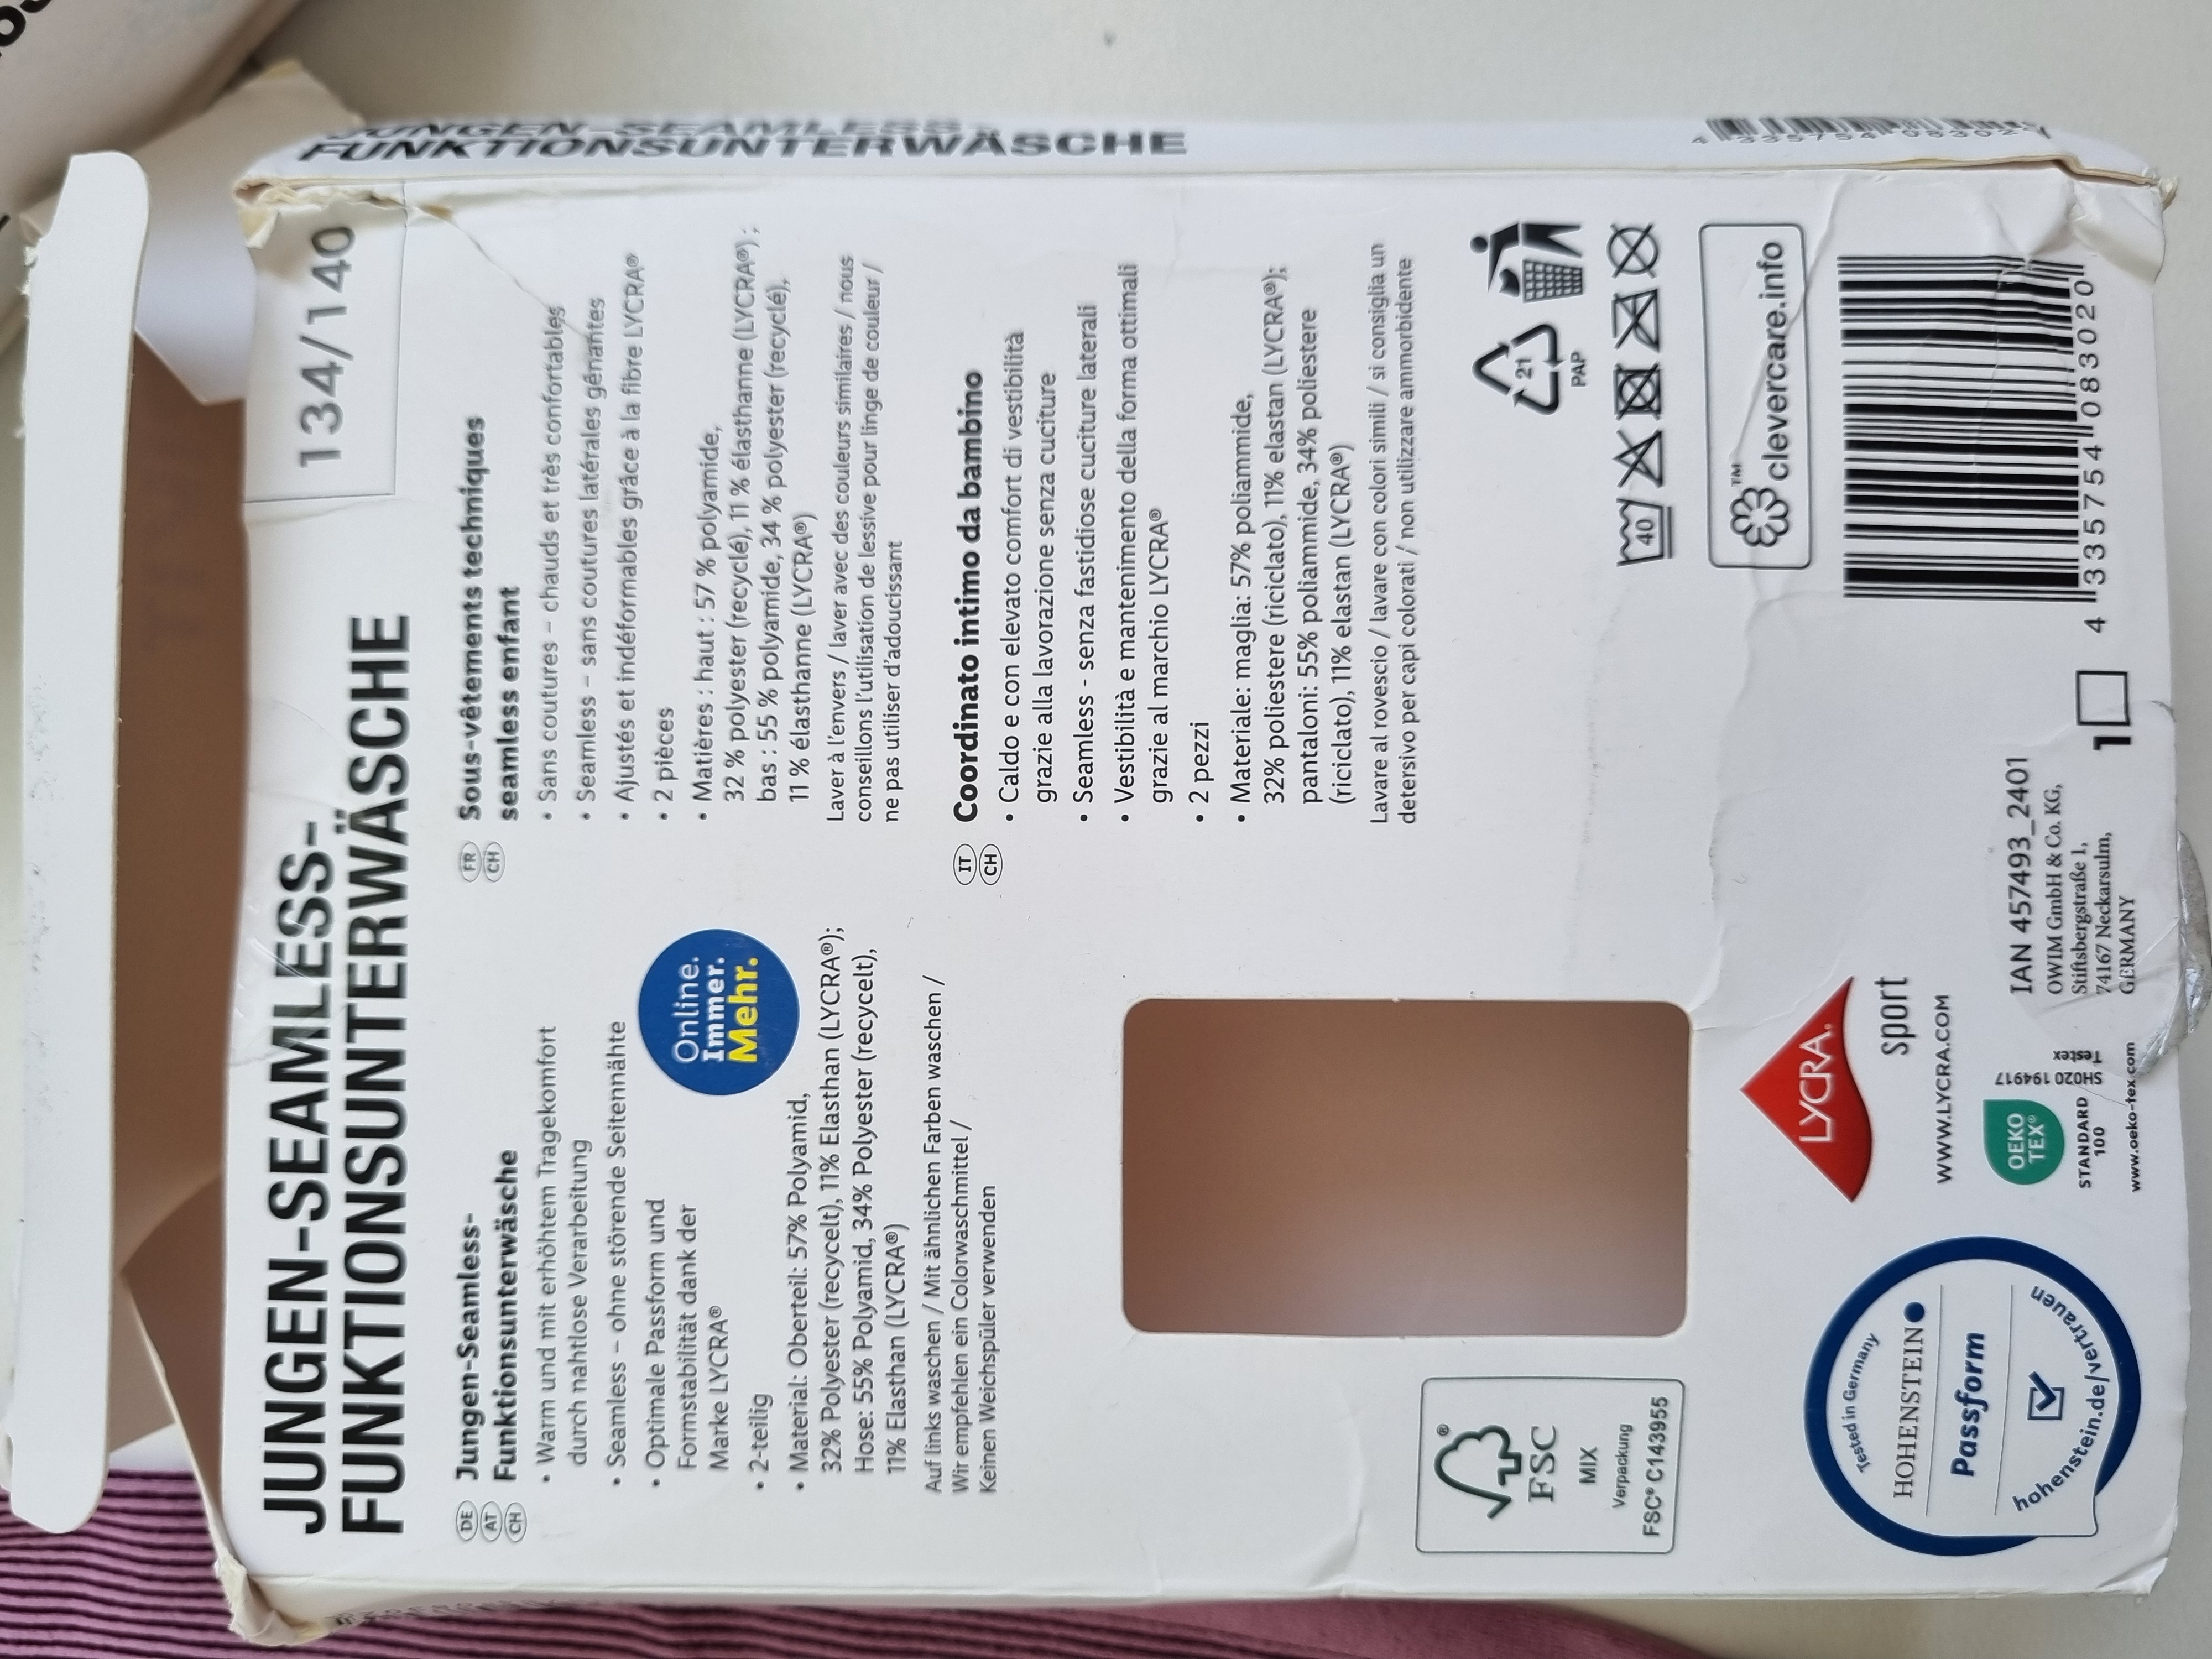 JUNGEN-SEAMLESS-
FUNKTIONSUNTERWÄSCHE
134/140
DE
AT
CH
Jungen-Seamless-
Funktionsunterwäsche
• Warm und mit erhöhtem Tragekomfort
durch nahtlose Verarbeitung
• Seamless – ohne störende Seitennähte
• Optimale Passform und
Formstabilität dank der
Marke LYCRA®
• 2-teilig
• Material: Oberteil: 57% Polyamid,
32% Polyester (recycelt), 11% Elasthan (LYCRA®);
Hose: 55% Polyamid, 34% Polyester (recycelt),
11% Elasthan (LYCRA®)
Auf links waschen / Mit ähnlichen Farben waschen /
Wir empfehlen ein Colorwaschmittel /
Keinen Weichspüler verwenden
Online.
Immer.
Mehr.
FR
CH
Sous-vêtements techniques
seamless enfant
• Sans coutures – chauds et très confortables
• Seamless – sans coutures latérales gênantes
• Ajustés et indéformables grâce à la fibre LYCRA®
• 2 pièces
• Matières : haut : 57 % polyamide,
32 % polyester (recyclé), 11 % élasthanne (LYCRA®) ;
bas : 55 % polyamide, 34 % polyester (recyclé),
11 % élasthanne (LYCRA®)
Laver à l'envers / laver avec des couleurs similaires / nous
conseillons l'utilisation de lessive pour linge de couleur /
ne pas utiliser d'adoucissant
IT
CH
Coordinato intimo da bambino
• Caldo e con elevato comfort di vestibilità
grazie alla lavorazione senza cuciture
• Seamless - senza fastidiose cuciture laterali
• Vestibilità e mantenimento della forma ottimali
grazie al marchio LYCRA®
• 2 pezzi
• Materiale: maglia: 57% poliammide,
32% poliestere (riciclato), 11% elastan (LYCRA®);
pantaloni: 55% poliammide, 34% poliestere
(riciclato), 11% elastan (LYCRA®)
Lavare al rovescio / lavare con colori simili / si consiglia un
detersivo per capi colorati / non utilizzare ammorbidente
FSC®
MIX
Verpackung
FSC® C143955
21
PAP
40
clevercare.info™
Tested in Germany
HOHENSTEIN
Passform
hohenstein.de/vertrauen
LYCRA®
sport
WWW.LYCRA.COM
OEKO
TEX®
STANDARD
100
SH020 194917
Testex
www.oeko-tex.com
IAN 457493_2401
OWIM GmbH & Co. KG,
Stiftsbergstraße 1,
74167 Neckarsulm,
GERMANY
1
4 335754 083020
JUNGEN-SEAMLESS-
FUNKTIONSUNTERWÄSCHE